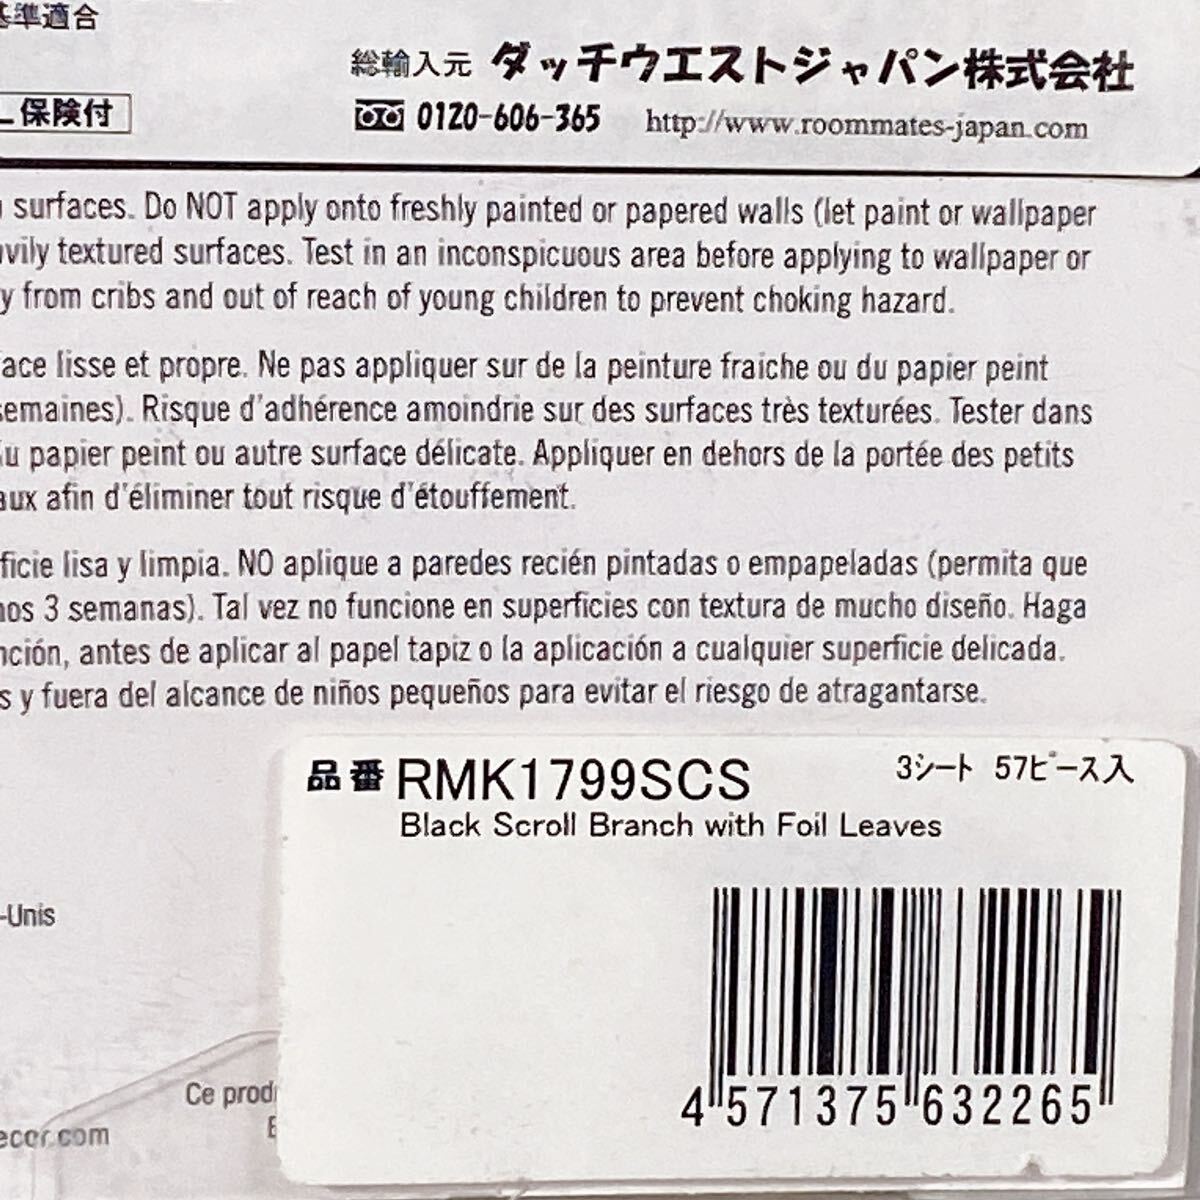 基準適合
総輸入元 ダッチウエストジャパン株式会社
保険付
0120-606-365 http://www.roommates-japan.com
surfaces. Do NOT apply onto freshly painted or papered walls (let paint or wallpaper
vily textured surfaces. Test in an inconspicuous area before applying to wallpaper or
y from cribs and out of reach of young children to prevent choking hazard.
ace lisse et propre. Ne pas appliquer sur de la peinture fraiche ou du papier peint
semaines). Risque d'adhérence amoindrie sur des surfaces très texturées. Tester dans
u papier peint ou autre surface délicate. Appliquer en dehors de la portée des petits
aux afin d'éliminer tout risque d'étouffement.
ficie lisa y limpia. NO aplique a paredes recién pintadas o empapeladas (permita que
nos 3 semanas). Tal vez no funcione en superficies con textura de mucho diseño. Haga
nción, antes de aplicar al papel tapiz o la aplicación a cualquier superficie delicada.
s y fuera del alcance de niños pequeños para evitar el riesgo de atragantarse.
品番 RMK1799SCS 3シート 57ピース入
Black Scroll Branch with Foil Leaves
-Unis
Ce prod
ecor.com
4 571375 632265